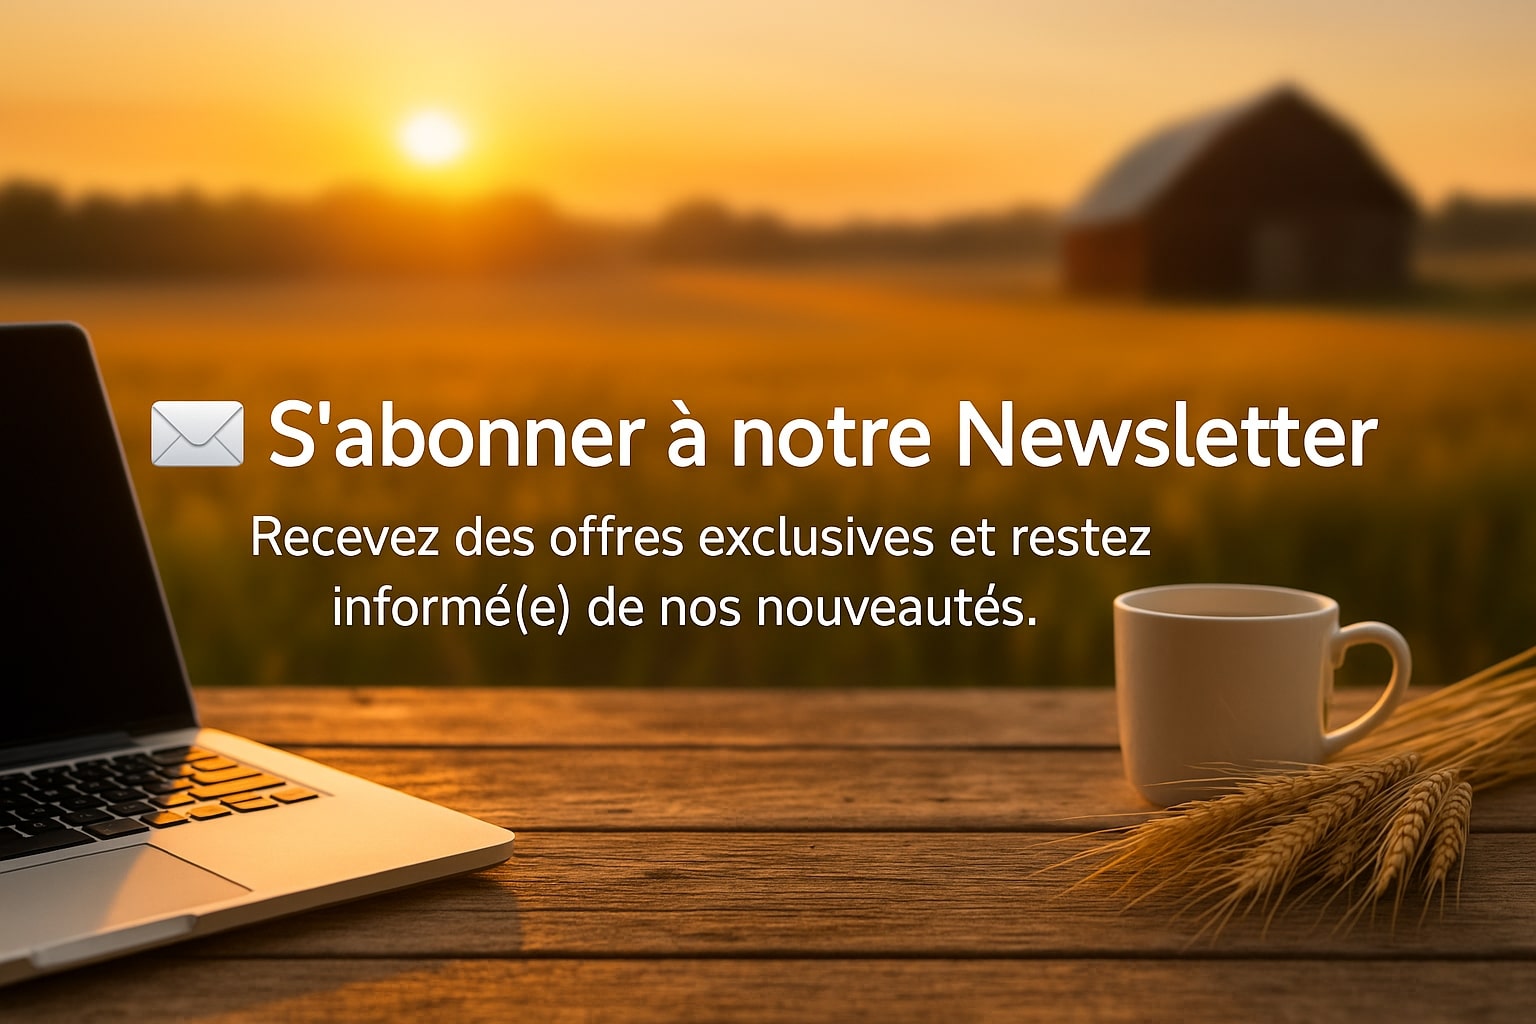 S'abonner à notre Newsletter
Recevez des offres exclusives et restez
informé(e) de nos nouveautés.